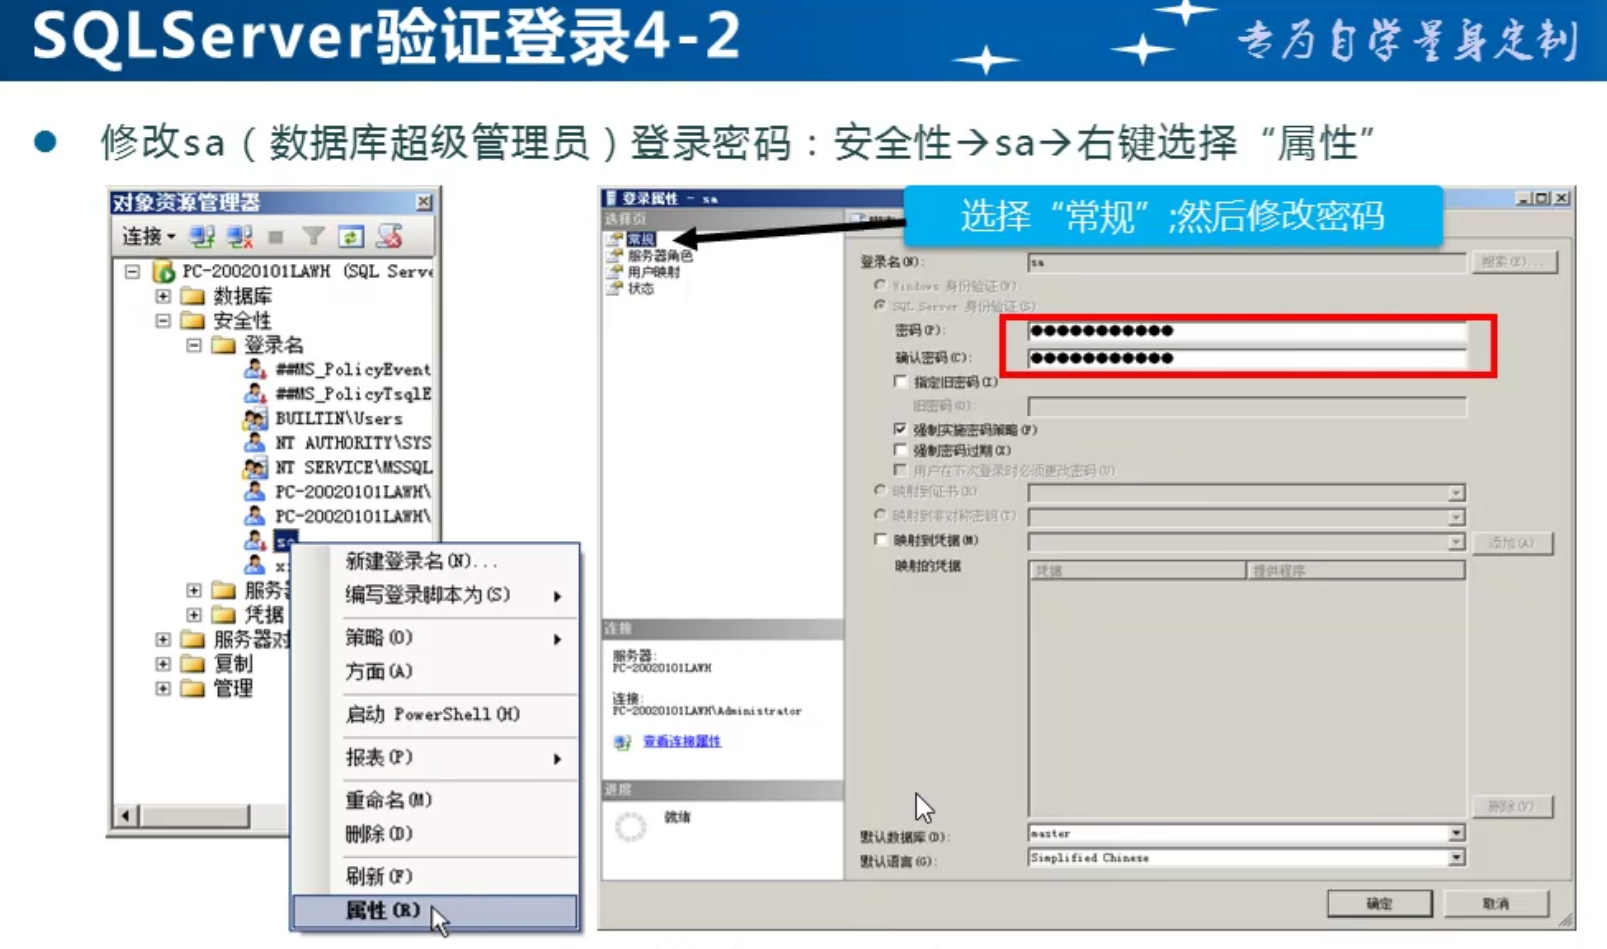 SQLServer验证登录4-2
专为自学量身定制
修改sa（数据库超级管理员）登录密码：安全性→sa→右键选择“属性”
对象资源管理器
连接
PC-20020101LAWH (SQL Serve
数据库
安全性
登录名
##MS_PolicyEvent
##MS_PolicyTsqlE
BUILTIN\Users
NT AUTHORITY\SYS
NT SERVICE\MSSQL
PC-20020101LAWH\
PC-20020101LAWH\
sa
服务器
凭据
服务器对
复制
管理
新建登录名(N)...
编写登录脚本为(S)
策略(O)
方面(A)
启动 PowerShell(H)
报表(P)
重命名(M)
删除(D)
刷新(F)
属性(R)
登录属性 - sa
选择页
常规
服务器角色
用户映射
状态
选择“常规”;然后修改密码
登录名(N):
sa
搜索(E)...
Windows 身份验证(W)
SQL Server 身份验证(S)
密码(P):
●●●●●●●●●●●
确认密码(C):
●●●●●●●●●●●
指定旧密码(I)
旧密码(O):
强制实施密码策略(F)
强制密码过期(X)
用户在下次登录时必须更改密码(U)
映射到证书(R)
映射到非对称密钥(T)
映射到凭据(M)
添加(A)
映射的凭据
凭据
提供程序
删除(V)
默认数据库(D):
master
默认语言(G):
Simplified Chinese
连接
服务器:
PC-20020101LAWH
连接:
PC-20020101LAWH\Administrator
查看连接属性
进度
就绪
确定
取消